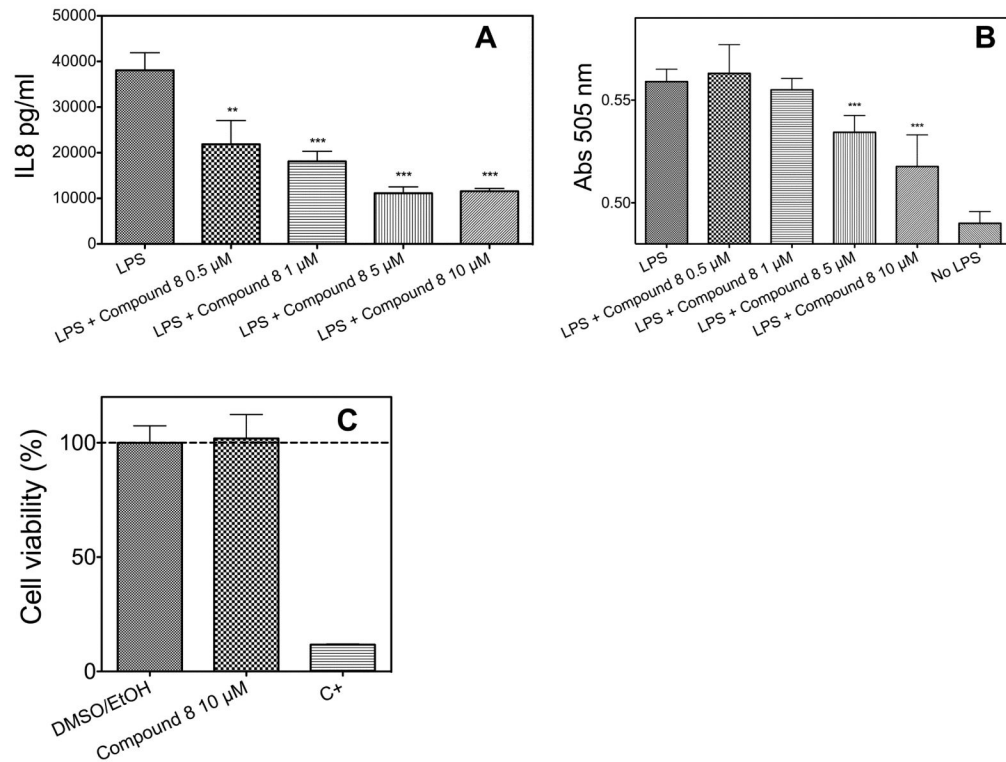 A
IL8 pg/ml
50000
40000
30000
20000
10000
0
**
***
***
***
LPS
LPS + Compound 8 0.5 µM
LPS + Compound 8 1 µM
LPS + Compound 8 5 µM
LPS + Compound 8 10 µM
B
Abs 505 nm
0.55
0.50
***
***
LPS
LPS + Compound 8 0.5 µM
LPS + Compound 8 1 µM
LPS + Compound 8 5 µM
LPS + Compound 8 10 µM
No LPS
C
Cell viability (%)
100
50
0
DMSO/EtOH
Compound 8 10 µM
C+